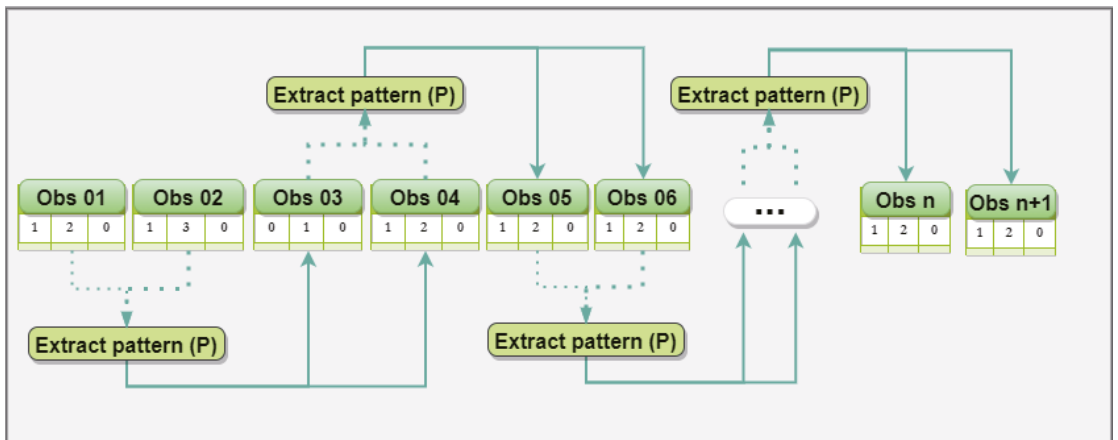 Extract pattern (P)
Extract pattern (P)
Obs 01 Obs 02 Obs 03 Obs 04 Obs 05 Obs 06 ... Obs n Obs n+1
1 2 0 1 3 0 0 1 0 1 2 0 1 2 0 1 2 0 1 2 0 1 2 0
Extract pattern (P)
Extract pattern (P)